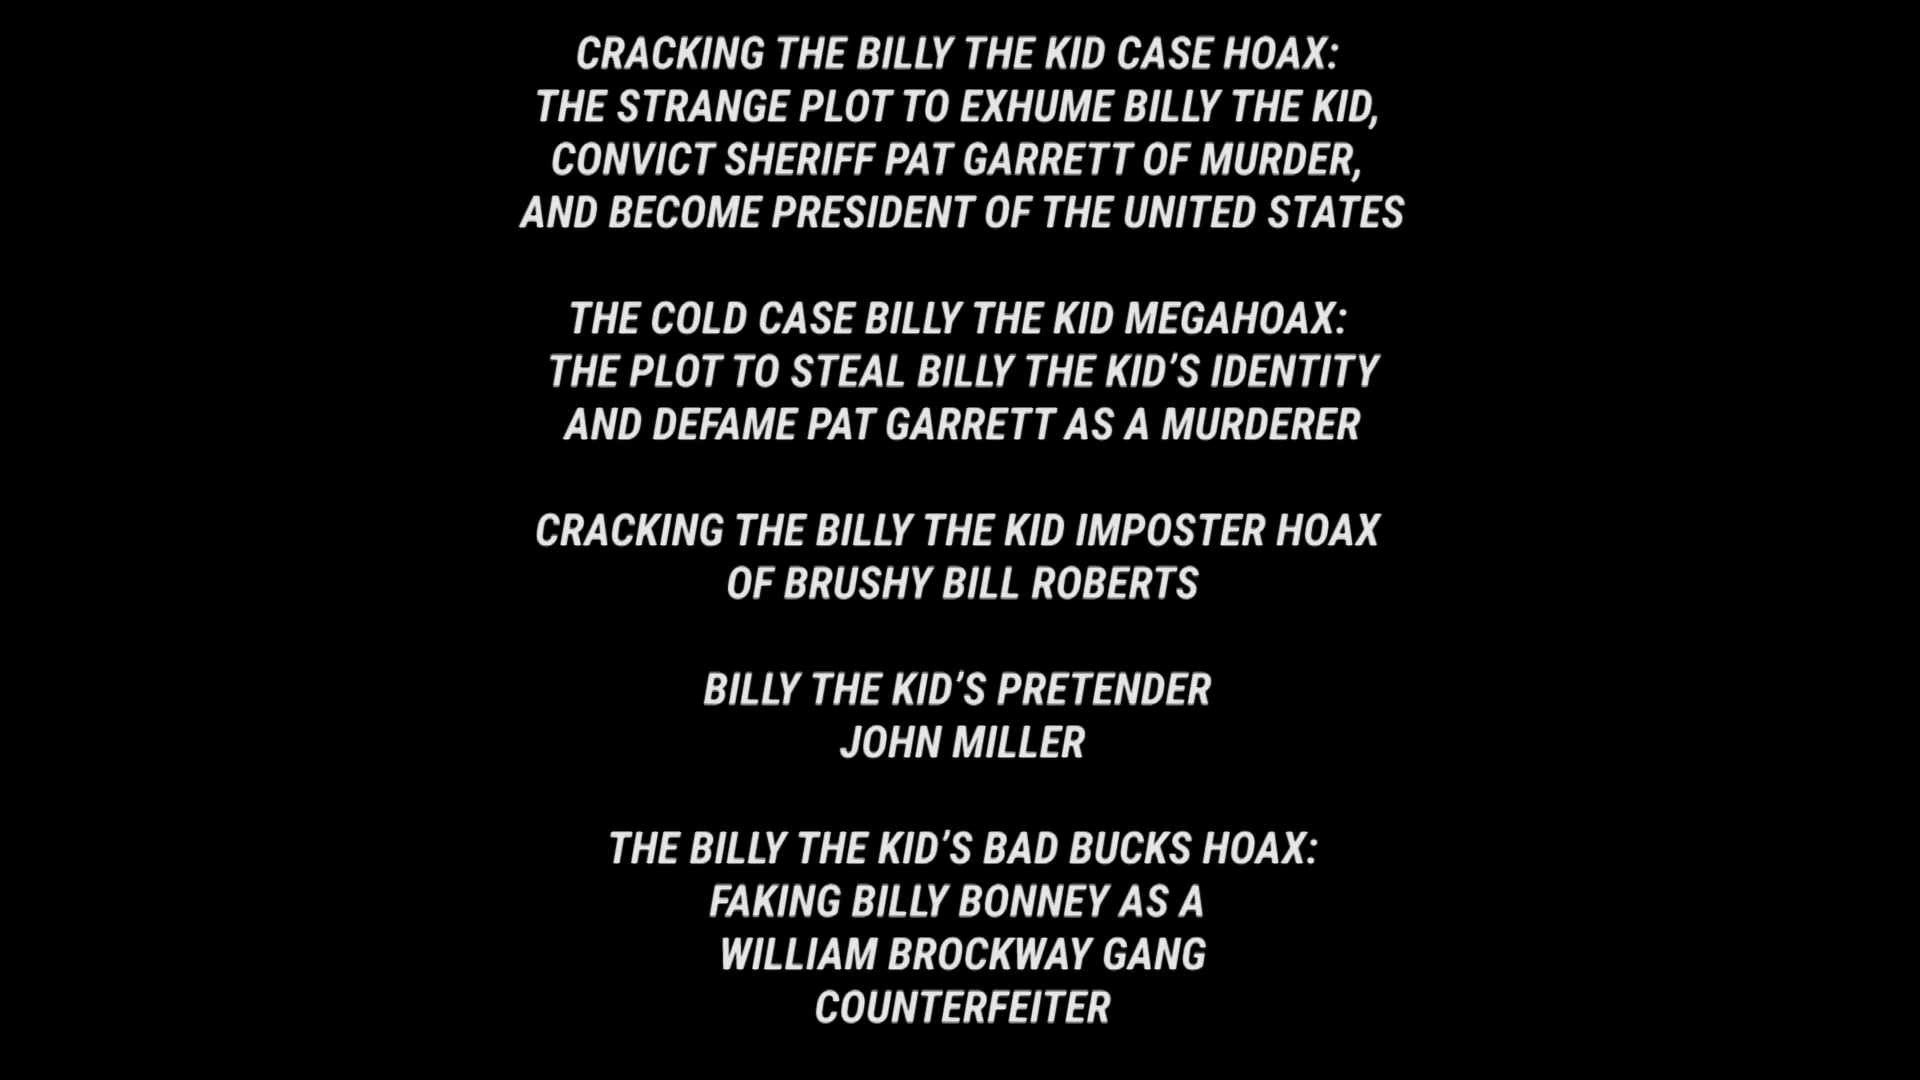 CRACKING THE BILLY THE KID CASE HOAX:
THE STRANGE PLOT TO EXHUME BILLY THE KID,
CONVICT SHERIFF PAT GARRETT OF MURDER,
AND BECOME PRESIDENT OF THE UNITED STATES
THE COLD CASE BILLY THE KID MEGAHOAX:
THE PLOT TO STEAL BILLY THE KID’S IDENTITY
AND DEFAME PAT GARRETT AS A MURDERER
CRACKING THE BILLY THE KID IMPOSTER HOAX
OF BRUSHY BILL ROBERTS
BILLY THE KID’S PRETENDER
JOHN MILLER
THE BILLY THE KID’S BAD BUCKS HOAX:
FAKING BILLY BONNEY AS A
WILLIAM BROCKWAY GANG
COUNTERFEITER